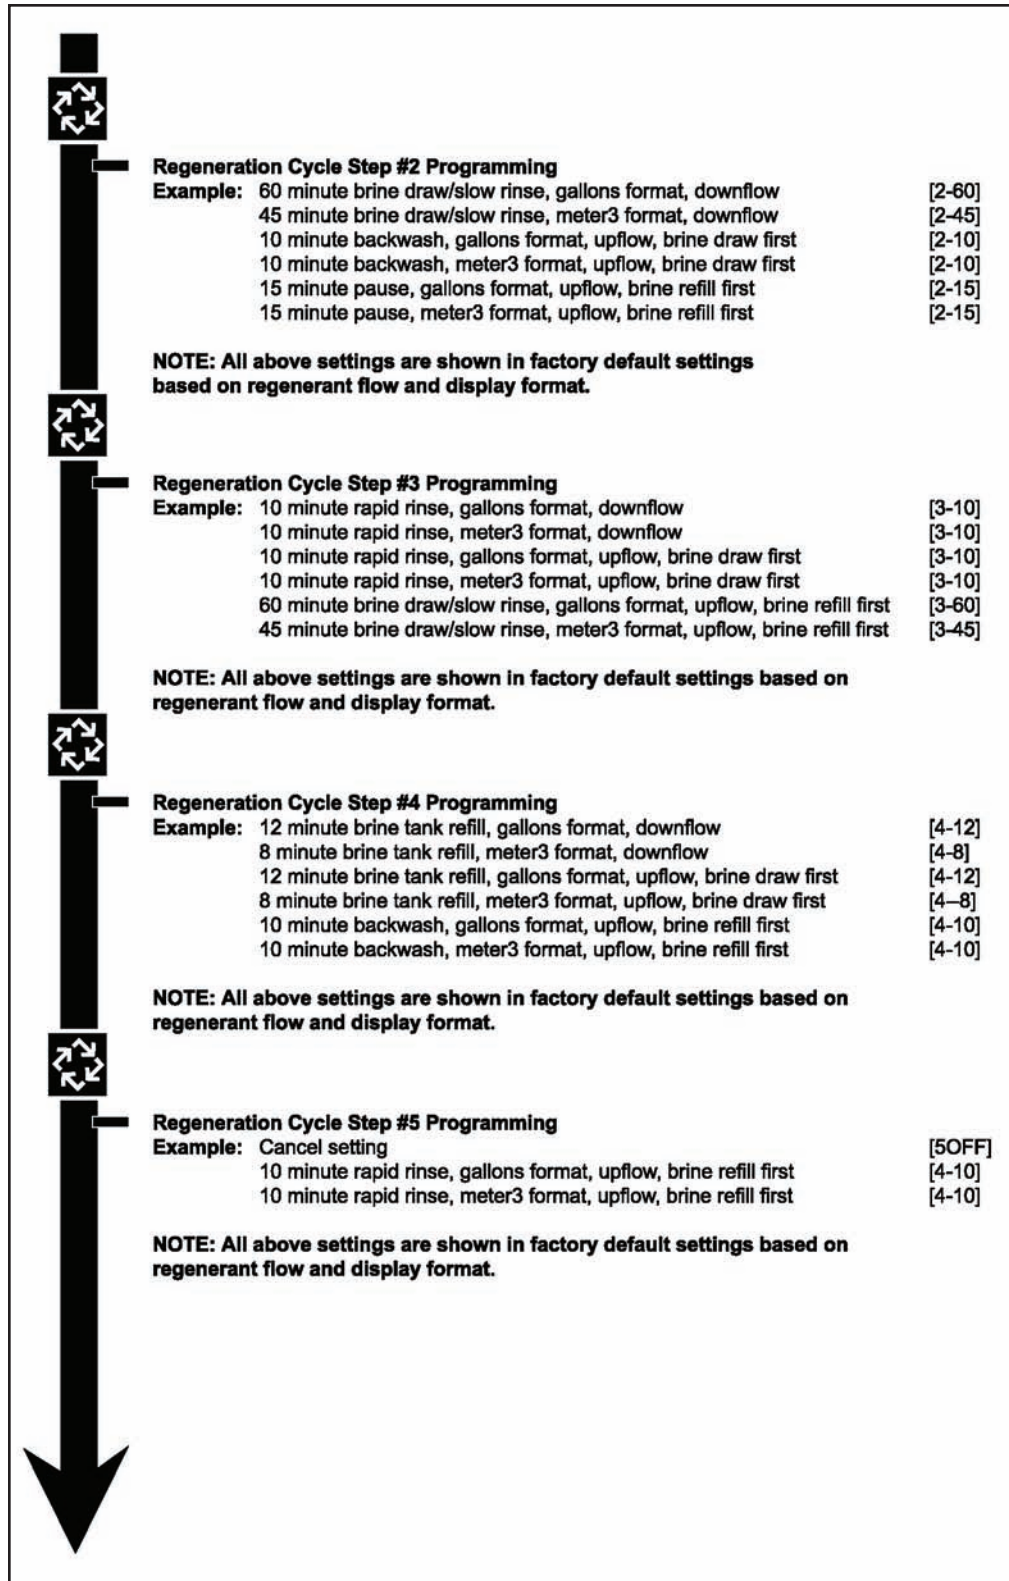 Regeneration Cycle Step #2 Programming
Example: 60 minute brine draw/slow rinse, gallons format, downflow [2-60]
45 minute brine draw/slow rinse, meter3 format, downflow [2-45]
10 minute backwash, gallons format, upflow, brine draw first [2-10]
10 minute backwash, meter3 format, upflow, brine draw first [2-10]
15 minute pause, gallons format, upflow, brine refill first [2-15]
15 minute pause, meter3 format, upflow, brine refill first [2-15]
NOTE: All above settings are shown in factory default settings
based on regenerant flow and display format.
Regeneration Cycle Step #3 Programming
Example: 10 minute rapid rinse, gallons format, downflow [3-10]
10 minute rapid rinse, meter3 format, downflow [3-10]
10 minute rapid rinse, gallons format, upflow, brine draw first [3-10]
10 minute rapid rinse, meter3 format, upflow, brine draw first [3-10]
60 minute brine draw/slow rinse, gallons format, upflow, brine refill first [3-60]
45 minute brine draw/slow rinse, meter3 format, upflow, brine refill first [3-45]
NOTE: All above settings are shown in factory default settings based on
regenerant flow and display format.
Regeneration Cycle Step #4 Programming
Example: 12 minute brine tank refill, gallons format, downflow [4-12]
8 minute brine tank refill, meter3 format, downflow [4-8]
12 minute brine tank refill, gallons format, upflow, brine draw first [4-12]
8 minute brine tank refill, meter3 format, upflow, brine draw first [4--8]
10 minute backwash, gallons format, upflow, brine refill first [4-10]
10 minute backwash, meter3 format, upflow, brine refill first [4-10]
NOTE: All above settings are shown in factory default settings based on
regenerant flow and display format.
Regeneration Cycle Step #5 Programming
Example: Cancel setting [5OFF]
10 minute rapid rinse, gallons format, upflow, brine refill first [4-10]
10 minute rapid rinse, meter3 format, upflow, brine refill first [4-10]
NOTE: All above settings are shown in factory default settings based on
regenerant flow and display format.